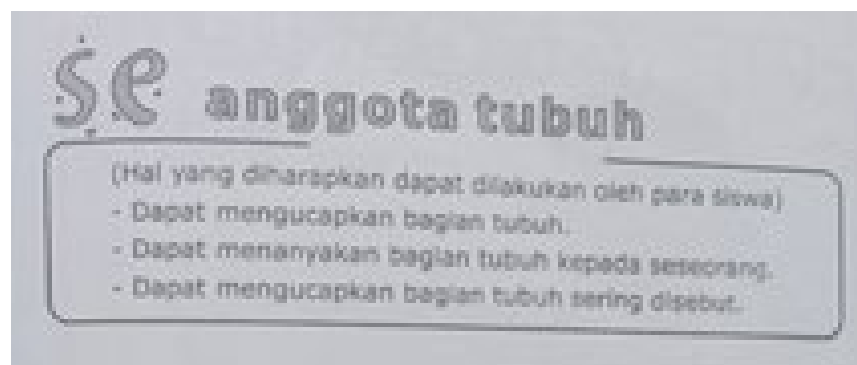 se anggota tubuh
(Hal yang diharapkan dapat dilakukan oleh para siswa)
- Dapat mengucapkan bagian tubuh.
- Dapat menanyakan bagian tubuh kepada seseorang.
- Dapat mengucapkan bagian tubuh sering disebut.